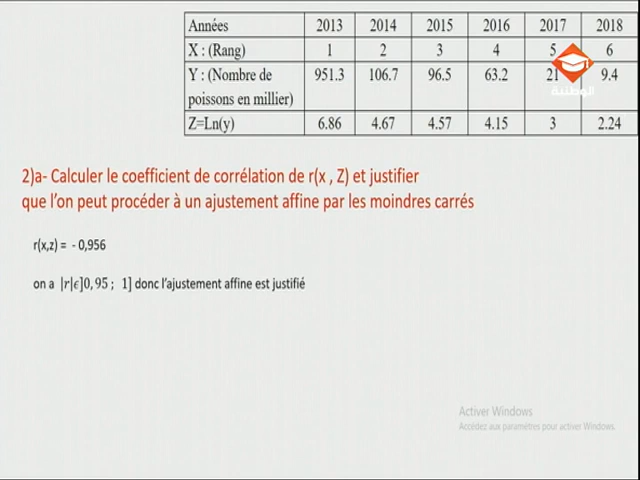 Années 2013 2014 2015 2016 2017 2018
X : (Rang) 1 2 3 4 5 6
Y : (Nombre de poissons en millier) 951.3 106.7 96.5 63.2 21 9.4
Z=Ln(y) 6.86 4.67 4.57 4.15 3 2.24
الوطنية
2)a- Calculer le coefficient de corrélation de r(x , Z) et justifier
que l'on peut procéder à un ajustement affine par les moindres carrés
r(x,z) = - 0,956
on a |r|ϵ]0,95 ; 1] donc l'ajustement affine est justifié
Activer Windows
Accédez aux paramètres pour activer Windows.